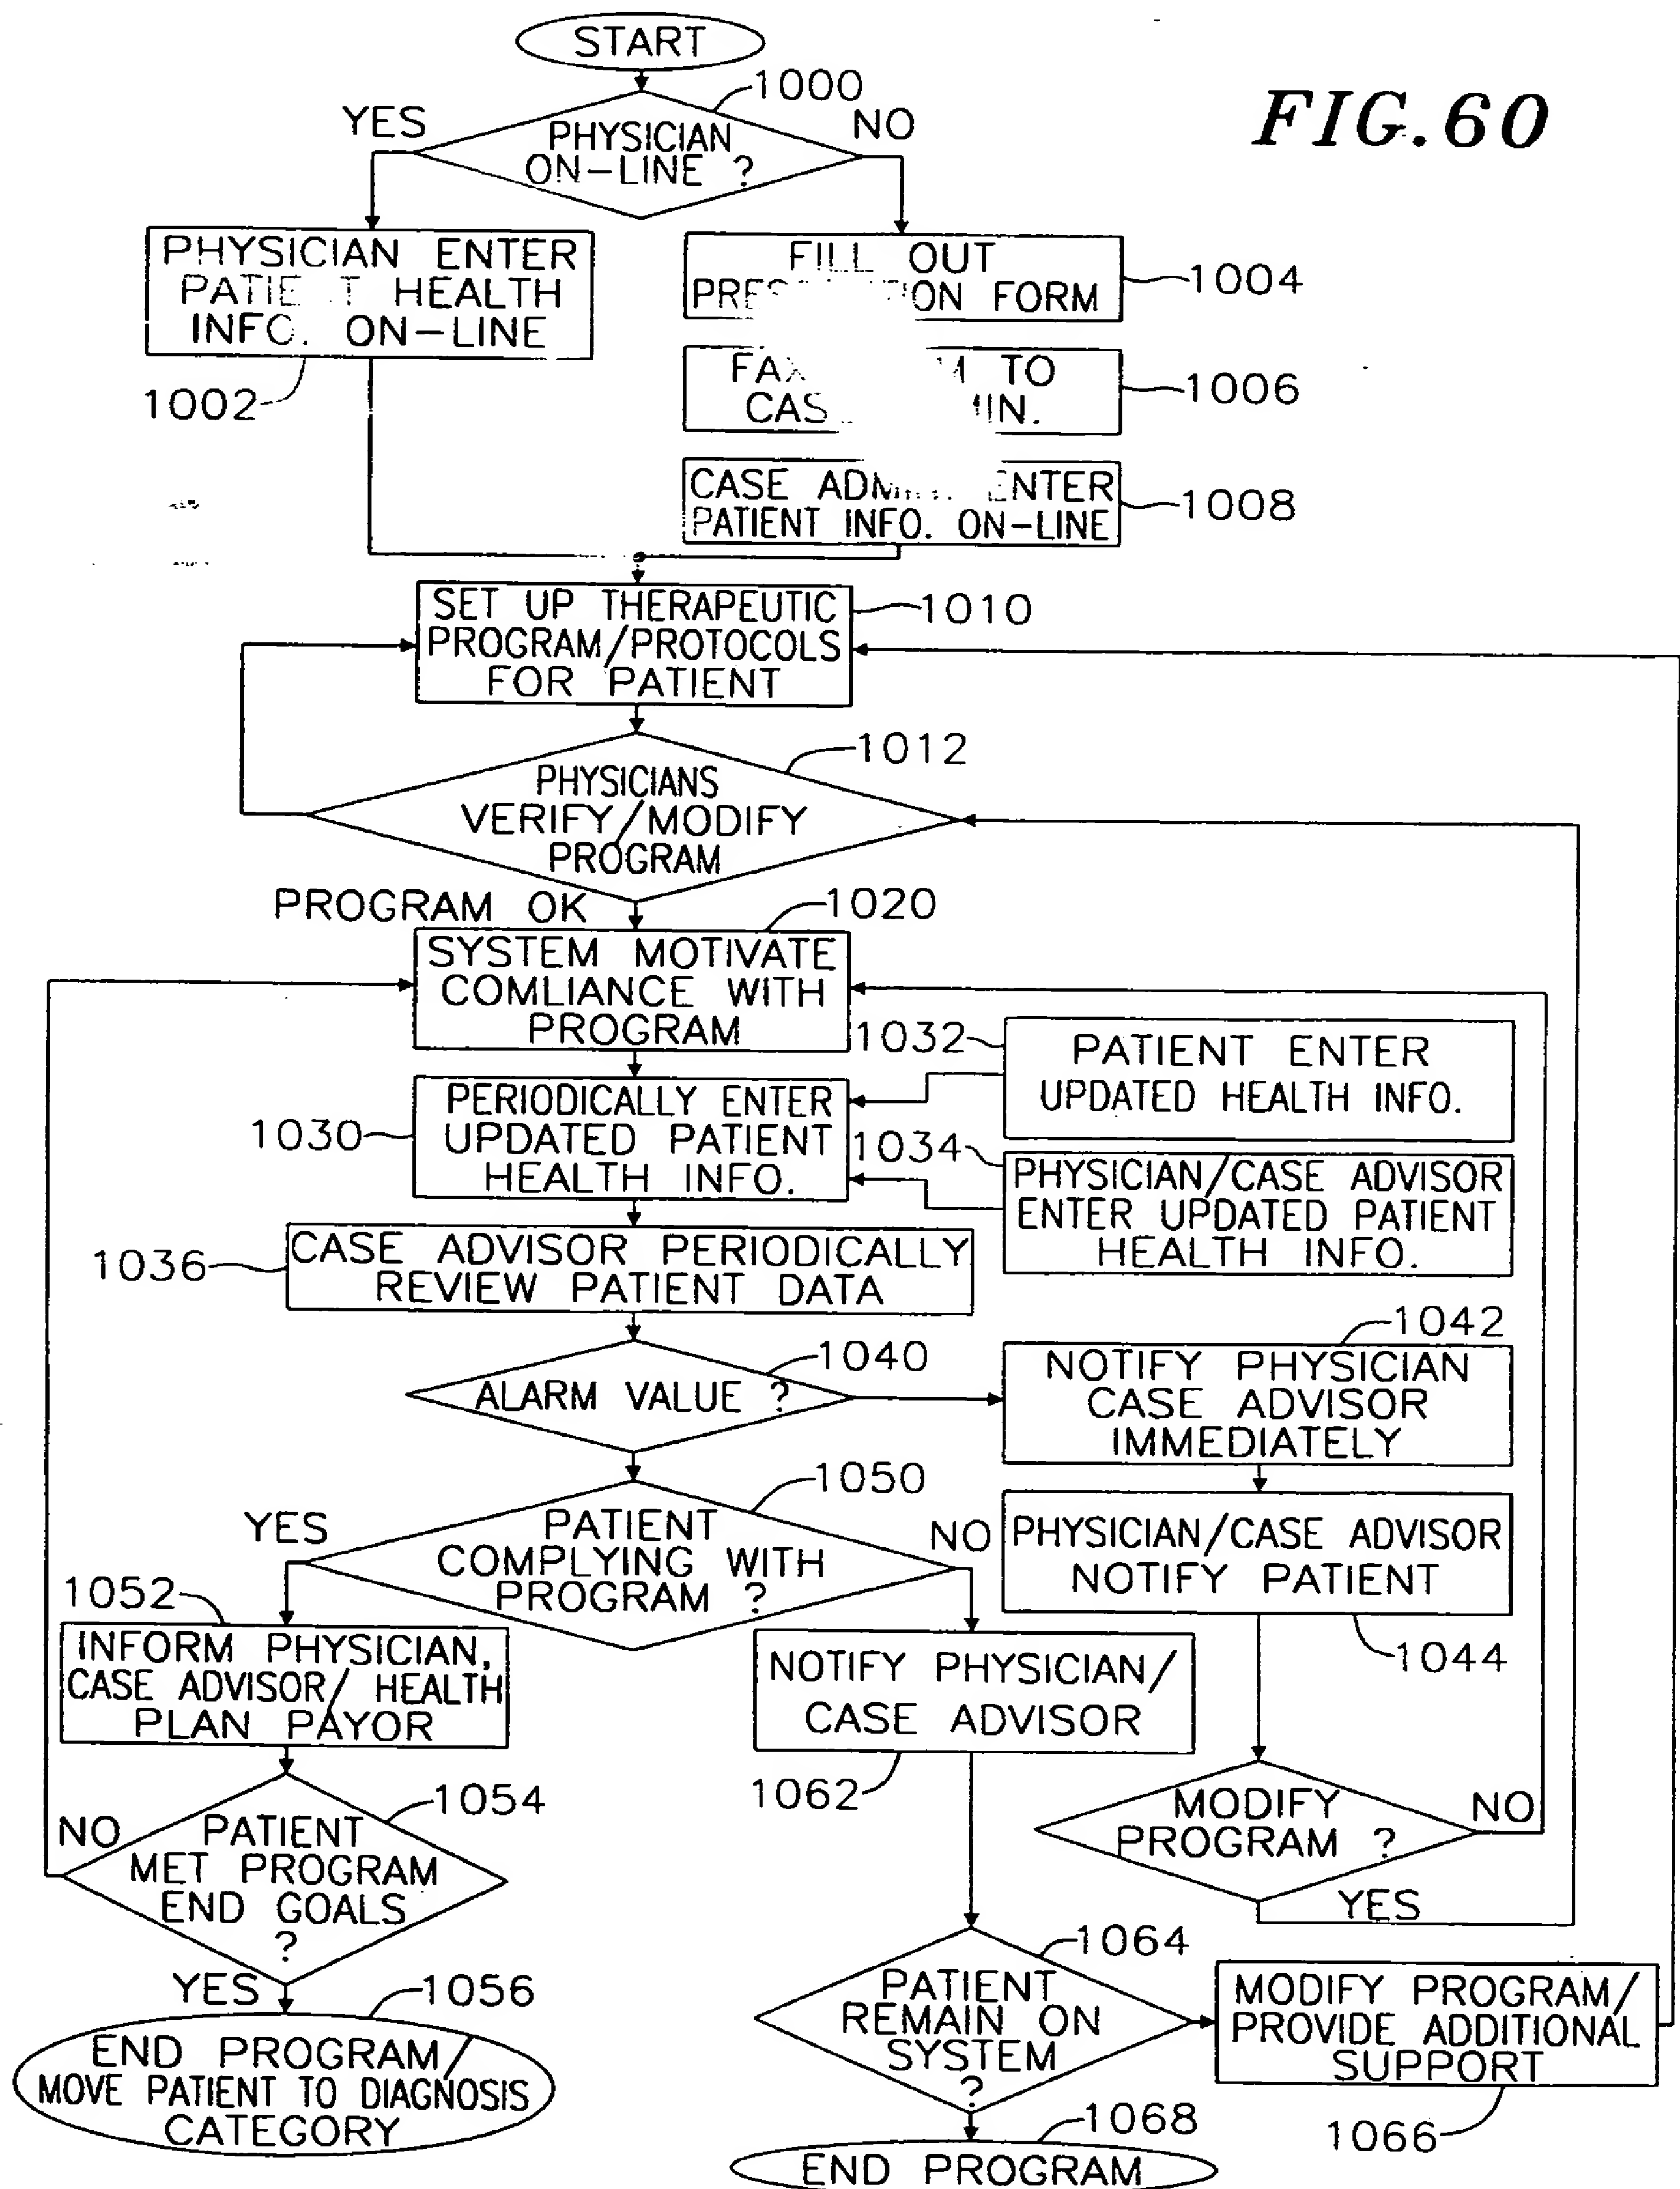 FIG.60
START
1000
YES
NO
PHYSICIAN
ON-LINE ?
PHYSICIAN ENTER
HEALTH
INFO. ON-LINE
1002
FILL OUT
FORM
1004
TO
1006
CASE ENTER
PATIENT INFO. ON-LINE
1008
SET UP THERAPEUTIC
PROGRAM/PROTOCOLS
FOR PATIENT
1010
1012
PHYSICIANS
VERIFY/MODIFY
PROGRAM
PROGRAM OK
1020
SYSTEM MOTIVATE
COMLIANCE WITH
PROGRAM
1032
PATIENT ENTER
UPDATED HEALTH INFO.
1030
PERIODICALLY ENTER
UPDATED PATIENT
HEALTH INFO.
1034
PHYSICIAN/CASE ADVISOR
ENTER UPDATED PATIENT
HEALTH INFO.
1036
CASE ADVISOR PERIODICALLY
REVIEW PATIENT DATA
1040
ALARM VALUE ?
1042
NOTIFY PHYSICIAN
CASE ADVISOR
IMMEDIATELY
1050
YES
NO
PATIENT
COMPLYING WITH
PROGRAM ?
PHYSICIAN/CASE ADVISOR
NOTIFY PATIENT
1044
1052
INFORM PHYSICIAN,
CASE ADVISOR/ HEALTH
PLAN PAYOR
NOTIFY PHYSICIAN/
CASE ADVISOR
1062
1054
NO
PATIENT
MET PROGRAM
END GOALS
?
YES
MODIFY
PROGRAM ?
NO
YES
1056
END PROGRAM/
MOVE PATIENT TO DIAGNOSIS
CATEGORY
1064
PATIENT
REMAIN ON
SYSTEM
?
MODIFY PROGRAM/
PROVIDE ADDITIONAL
SUPPORT
1066
1068
END PROGRAM